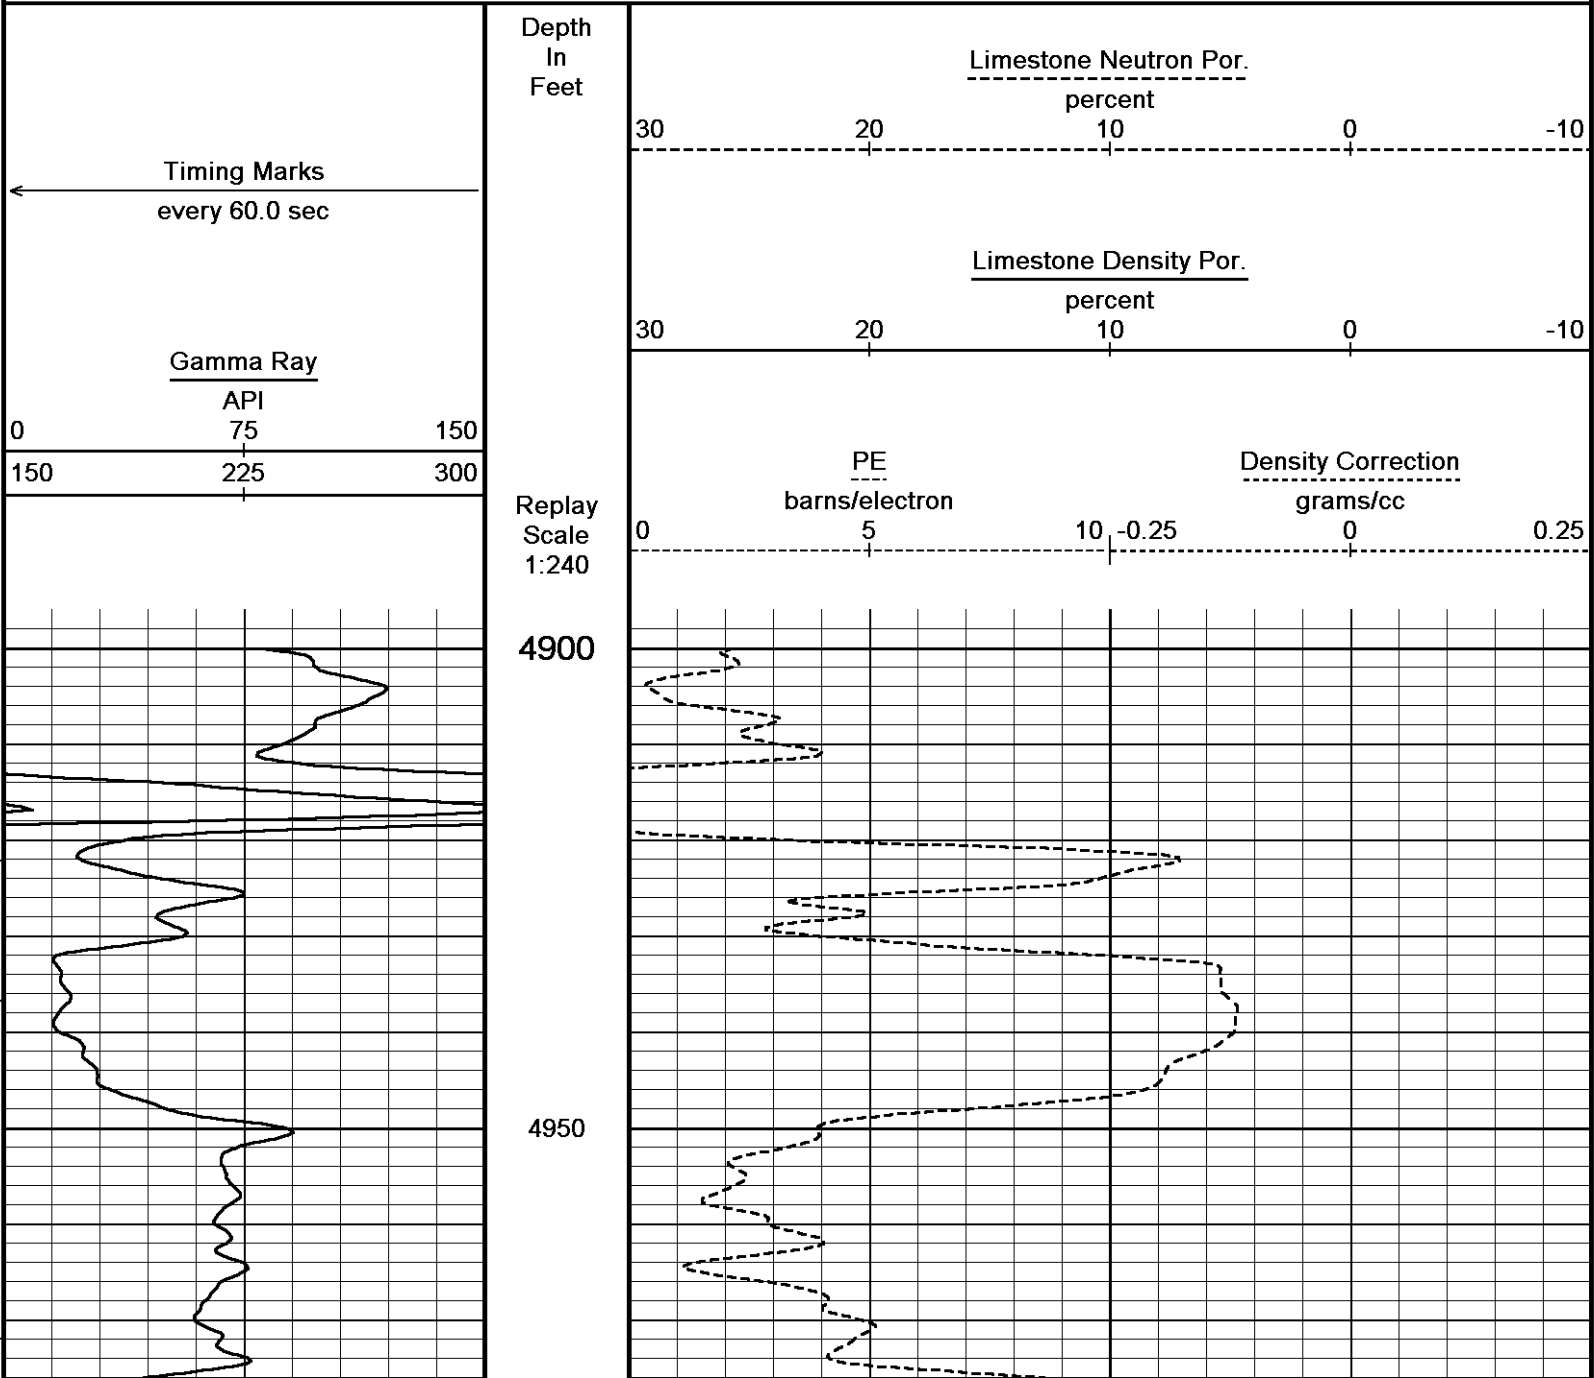 Depth
In
Feet
Limestone Neutron Por.
percent
30 20 10 0 -10
Timing Marks
every 60.0 sec
Limestone Density Por.
percent
30 20 10 0 -10
Gamma Ray
API
0 75 150
150 225 300
PE
barns/electron
0 5 10
Density Correction
grams/cc
-0.25 0 0.25
Replay
Scale
1:240
4900
4950